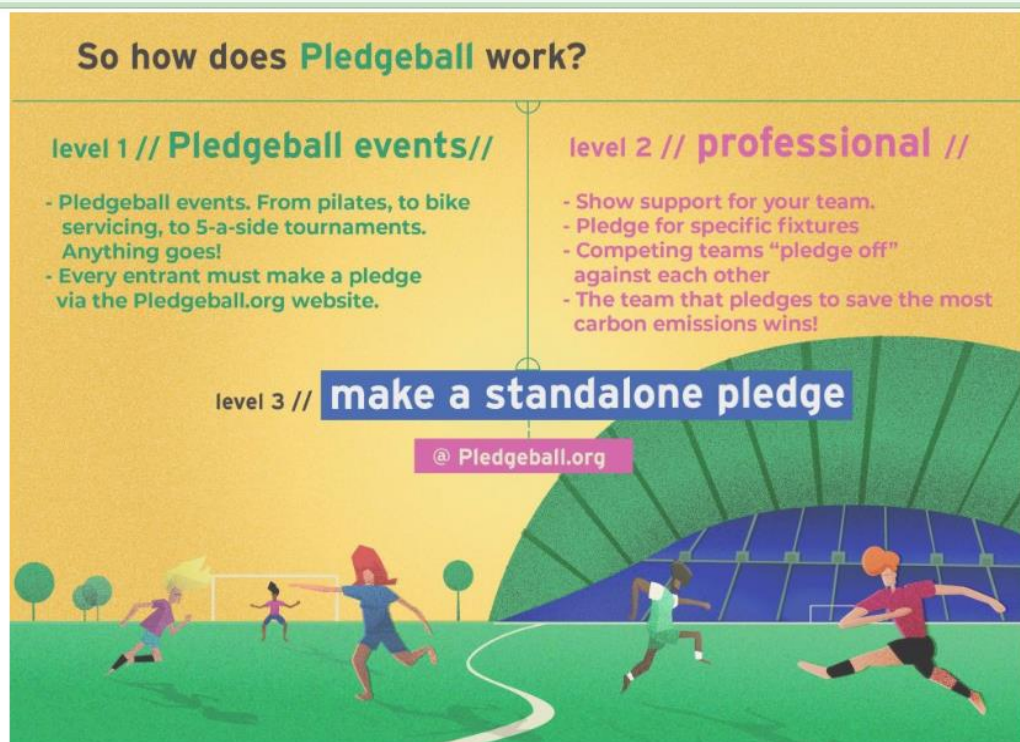 So how does Pledgeball work?
level 1 // Pledgeball events//
- Pledgeball events. From pilates, to bike
servicing, to 5-a-side tournaments.
Anything goes!
- Every entrant must make a pledge
via the Pledgeball.org website.
level 2 // professional //
- Show support for your team.
- Pledge for specific fixtures
- Competing teams “pledge off”
against each other
- The team that pledges to save the most
carbon emissions wins!
level 3 // make a standalone pledge
@ Pledgeball.org